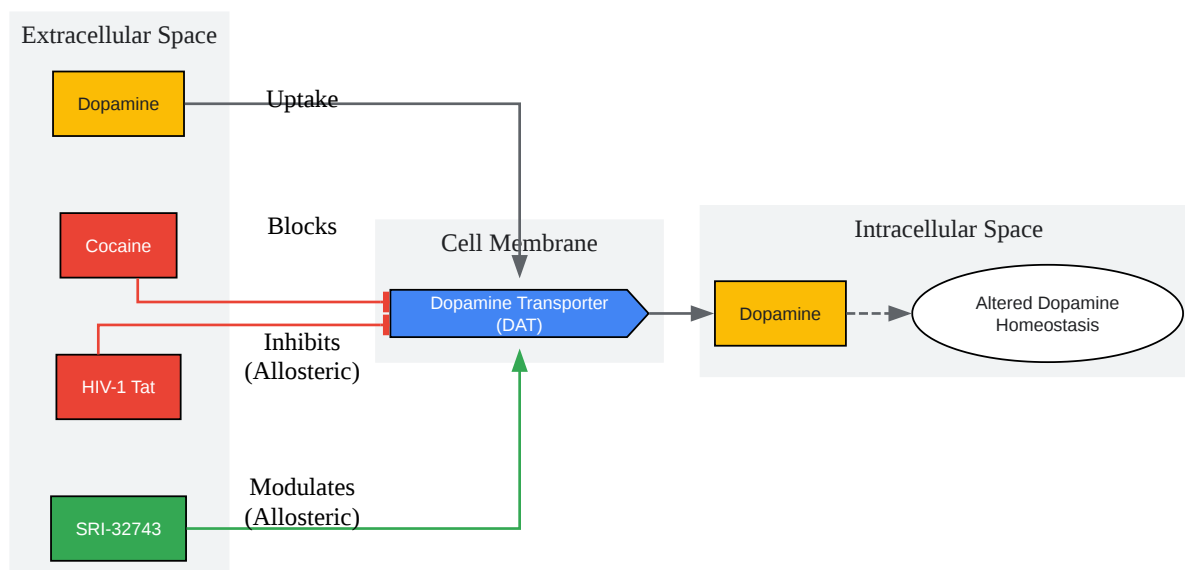 Extracellular Space
Dopamine
Uptake
Cocaine
Blocks
Cell Membrane
Dopamine Transporter
(DAT)
Inhibits
(Allosteric)
HIV-1 Tat
Modulates
(Allosteric)
SRI-32743
Intracellular Space
Dopamine
Altered Dopamine
Homeostasis